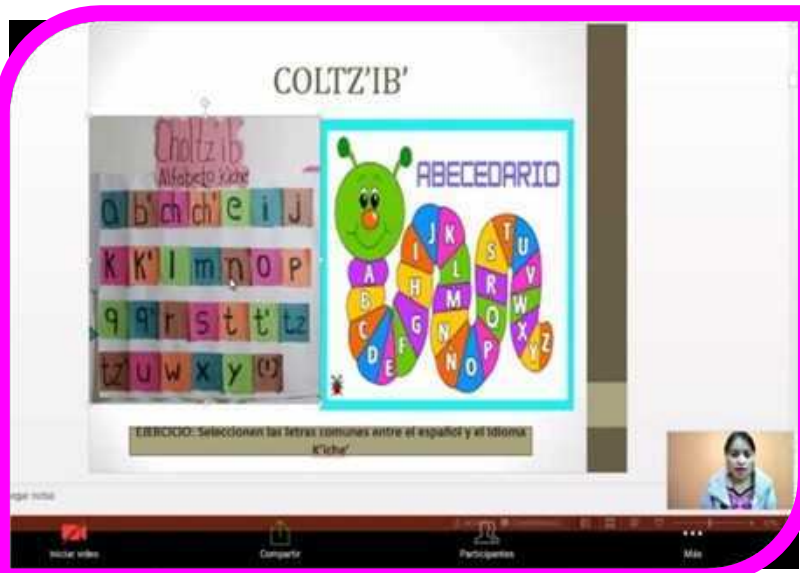 COLTZ'IB'
Choltz'ib
Alfabeto k'iche'
a b' ch ch' e i j
K K' l m n o p
q q' r s t t' tz
tz' u w x y (')
ABECEDARIO
A
B
C
D
E
F
G
H
I
J
K
L
M
N
N
O
P
Q
R
S
T
U
V
W
X
Y
Z
EJERCICIO: Seleccionen las letras comunes entre el español y el Idioma
K'iche'
notas
Iniciar video
Compartir
Participantes
Más